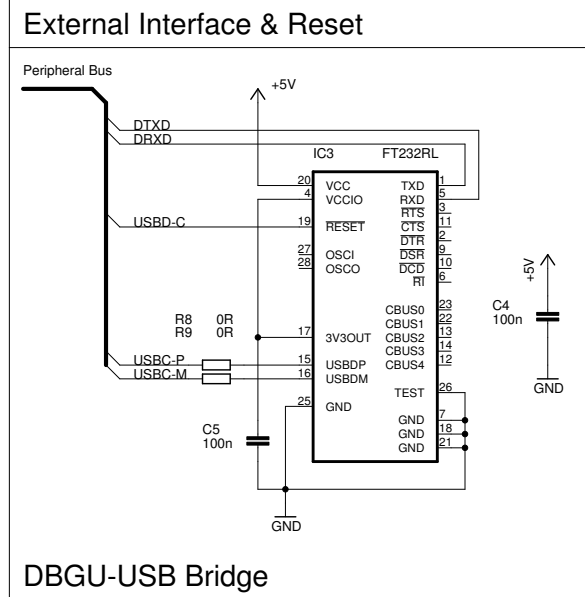 External Interface & Reset
Peripheral Bus
+5V
DTXD
DRXD
IC3 FT232RL
20 VCC TXD 1
4 VCCIO RXD 5
RTS 3
USBD-C 19 RESET CTS 11
DTR 2
27 OSCI DSR 9
28 OSCO DCD 10
RI 6
+5V
C4
100n
GND
CBUS0 23
CBUS1 22
R8 0R
R9 0R
17 3V3OUT CBUS2 13
CBUS3 14
USBC-P 15 USBDP CBUS4 12
USBC-M 16 USBDM
TEST 26
25 GND
GND 7
GND 18
GND 21
C5
100n
GND
DBGU-USB Bridge